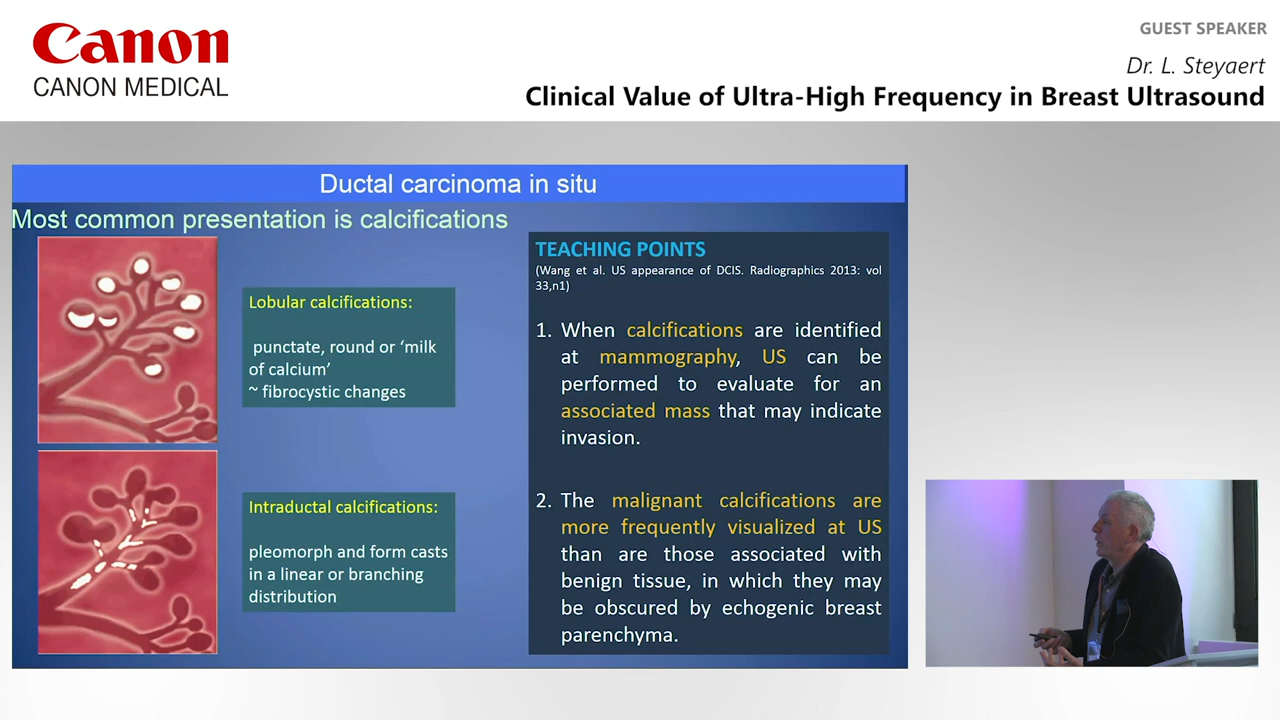 Canon
CANON MEDICAL
GUEST SPEAKER
Dr. L. Steyaert
Clinical Value of Ultra-High Frequency in Breast Ultrasound
Ductal carcinoma in situ
Most common presentation is calcifications
Lobular calcifications:
punctate, round or ‘milk
of calcium’
~ fibrocystic changes
Intraductal calcifications:
pleomorph and form casts
in a linear or branching
distribution
TEACHING POINTS
(Wang et al. US appearance of DCIS. Radiographics 2013: vol
33,n1)
1. When calcifications are identified
at mammography, US can be
performed to evaluate for an
associated mass that may indicate
invasion.
2. The malignant calcifications are
more frequently visualized at US
than are those associated with
benign tissue, in which they may
be obscured by echogenic breast
parenchyma.